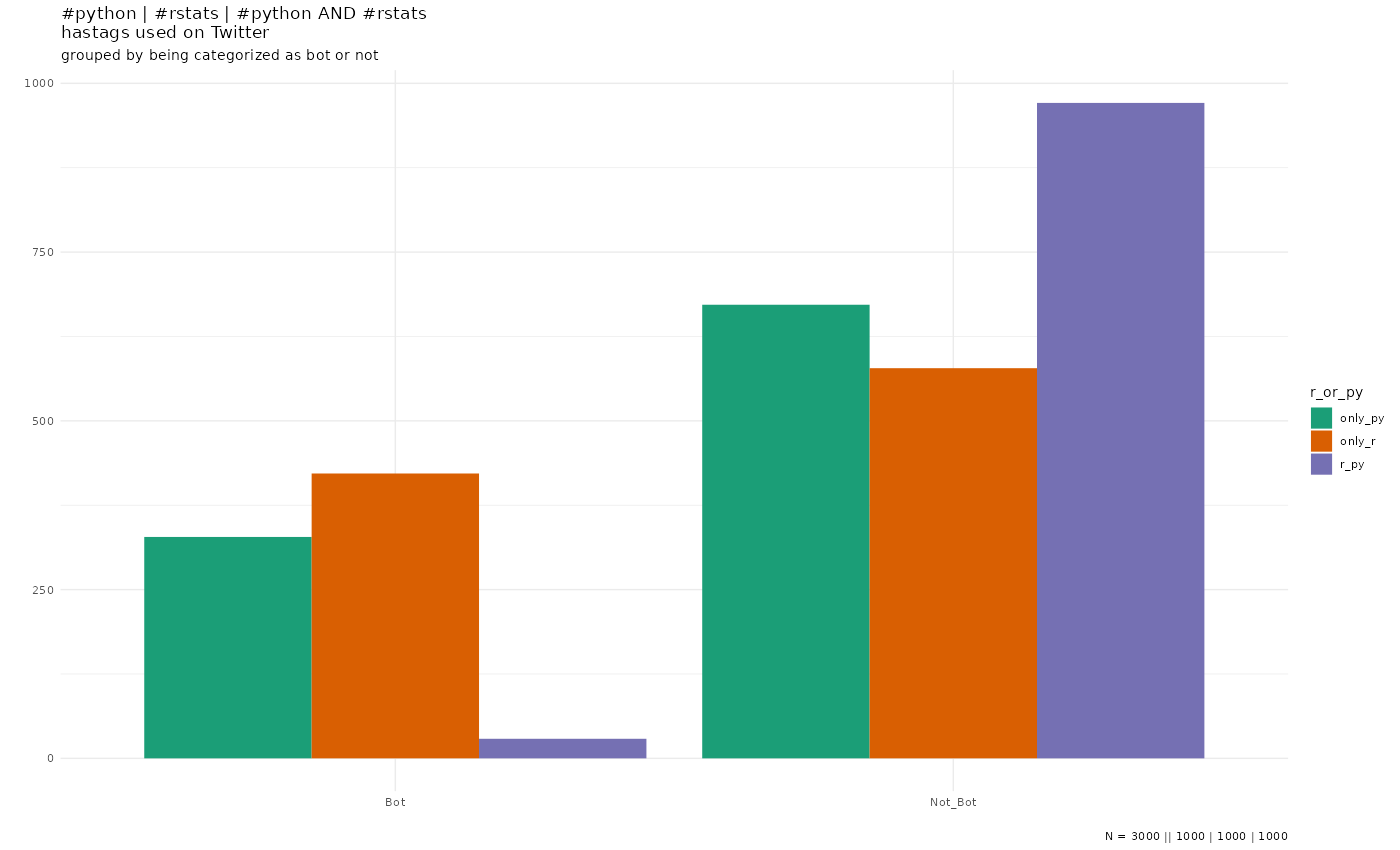 #python | #rstats | #python AND #rstats
hastags used on Twitter
grouped by being categorized as bot or not
1000
750
500
250
0
Bot
Not_Bot
r_or_py
only_py
only_r
r_py
N = 3000 || 1000 | 1000 | 1000